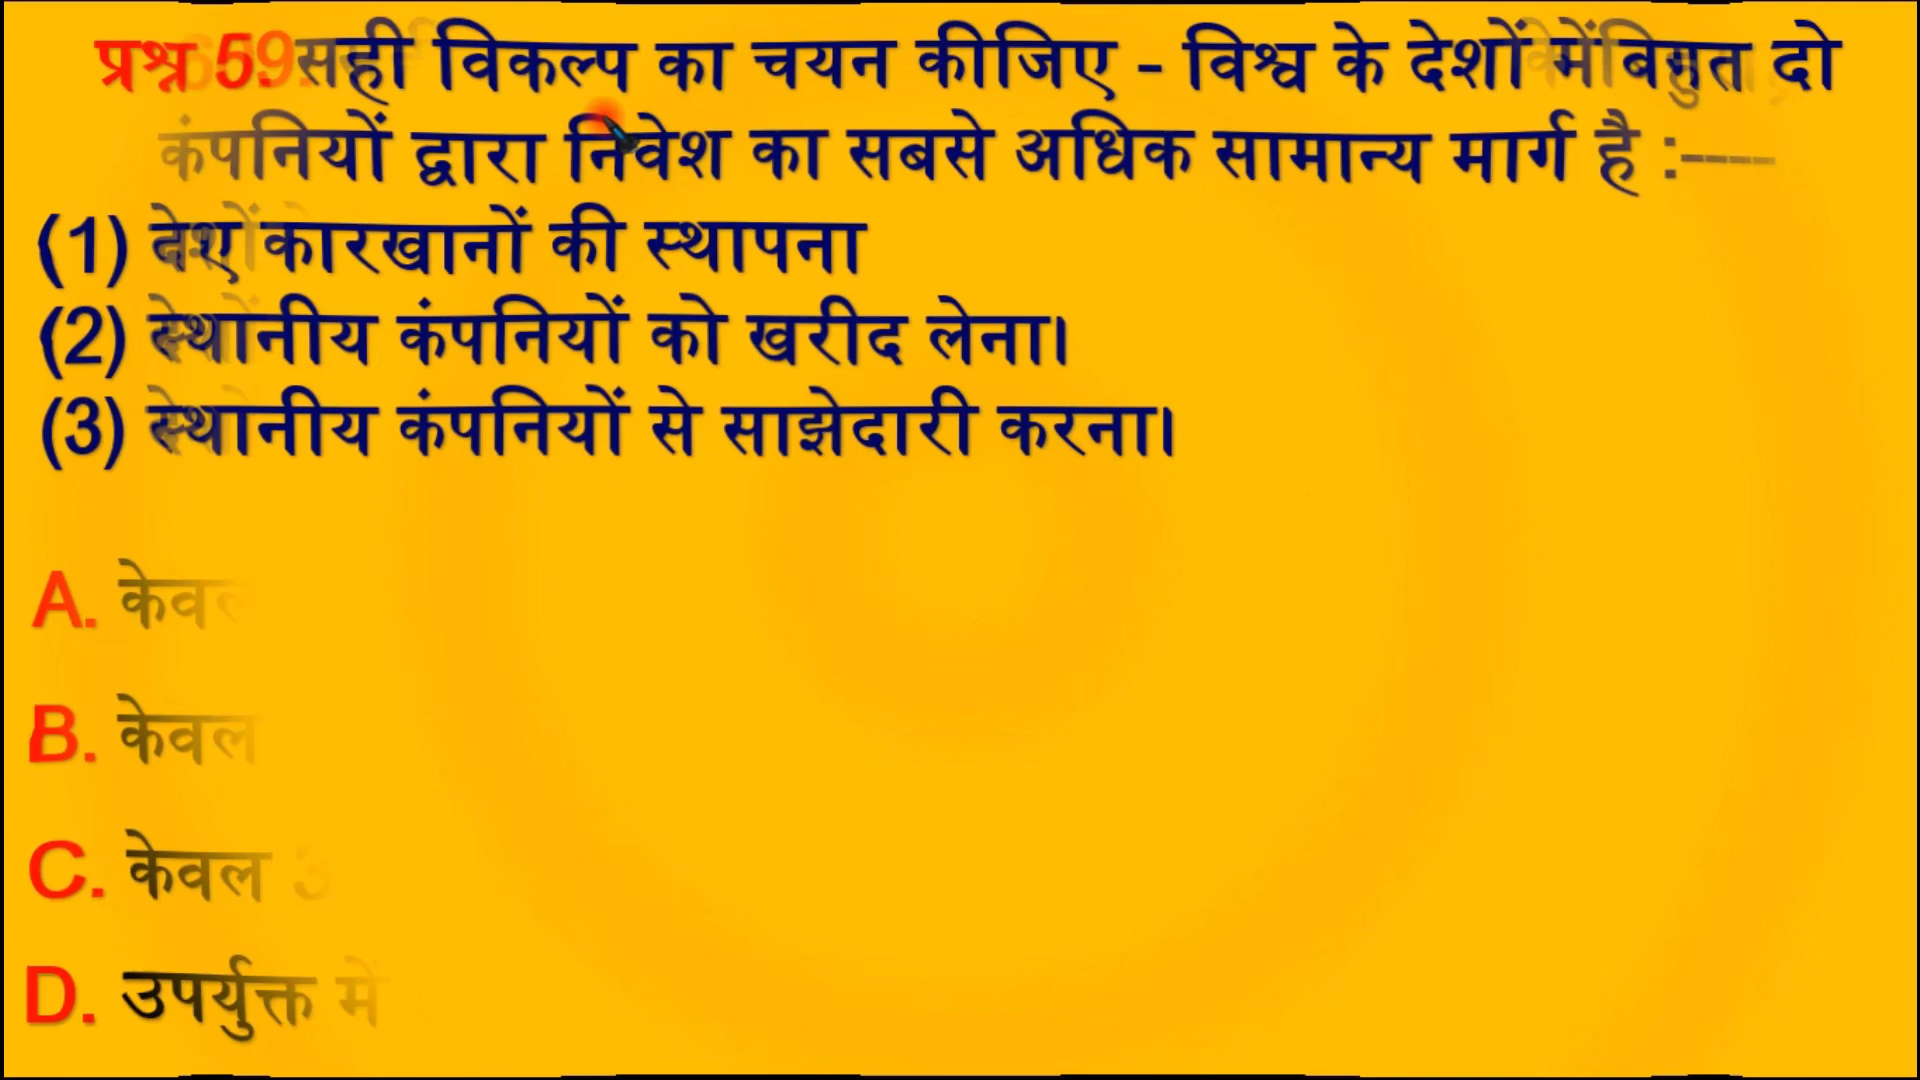 प्रश्न 59. सही विकल्प का चयन कीजिए - विश्व के देशों में दो
कंपनियों द्वारा निवेश का सबसे अधिक सामान्य मार्ग है :----
(1) कारखानों की स्थापना
(2) स्थानीय कंपनियों को खरीद लेना।
(3) स्थानीय कंपनियों से साझेदारी करना।
A. केवल
B. केवल
C. केवल 3
D. उपर्युक्त में